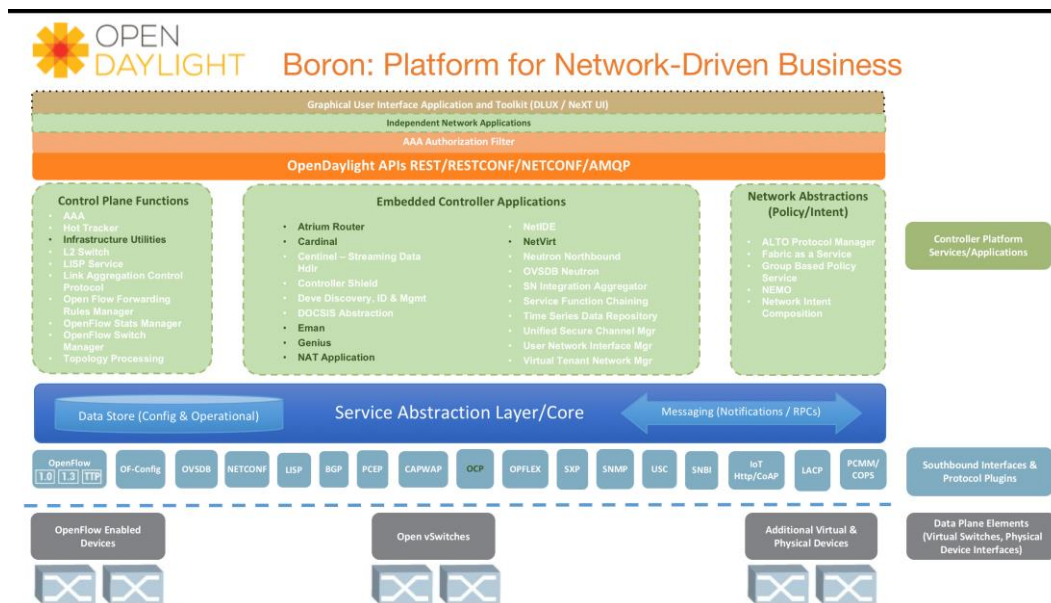 OPEN
DAYLIGHT
Boron: Platform for Network-Driven Business
Graphical User Interface Application and Toolkit (DLUX / NeXT UI)
Independent Network Applications
AAA Authorization Filter
OpenDaylight APIs REST/RESTCONF/NETCONF/AMQP
Control Plane Functions
• AAA
• Hot Tracker
• Infrastructure Utilities
• L2 Switch
• LISP Service
• Link Aggregation Control
Protocol
• Open Flow Forwarding
Rules Manager
• OpenFlow Stats Manager
• OpenFlow Switch
Manager
• Topology Processing
Embedded Controller Applications
• Atrium Router
• Cardinal
• Centinel – Streaming Data
Hdlr
• Controller Shield
• Deve Discovery, ID & Mgmt
• DOCSIS Abstraction
• Eman
• Genius
• NAT Application
• NetIDE
• NetVirt
• Neutron Northbound
• OVSDB Neutron
• SN Integration Aggregator
• Service Function Chaining
• Time Series Data Repository
• Unified Secure Channel Mgr
• User Network Interface Mgr
• Virtual Tenant Network Mgr
Network Abstractions
(Policy/Intent)
• ALTO Protocol Manager
• Fabric as a Service
• Group Based Policy
Service
• NEMO
• Network Intent
Composition
Controller Platform
Services/Applications
Data Store (Config & Operational)
Service Abstraction Layer/Core
Messaging (Notifications / RPCs)
OpenFlow
1.0 1.3 TTP
OF-Config
OVSDB
NETCONF
LISP
BGP
PCEP
CAPWAP
OCP
OPFLEX
SXP
SNMP
USC
SNBI
IoT
Http/CoAP
LACP
PCMM/
COPS
Southbound Interfaces &
Protocol Plugins
OpenFlow Enabled
Devices
Open vSwitches
Additional Virtual &
Physical Devices
Data Plane Elements
(Virtual Switches, Physical
Device Interfaces)